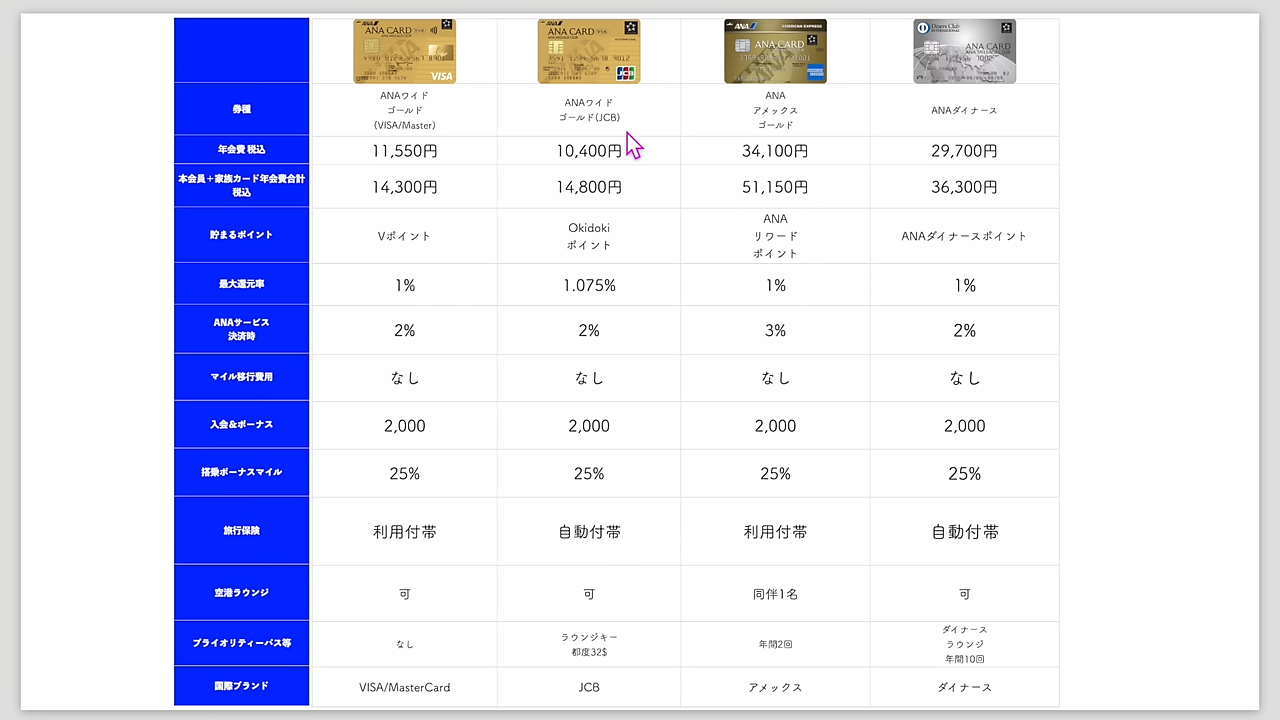 ANA CARD
VISA
ANA CARD
JCB
ANA
AMERICAN EXPRESS
ANA CARD
Diners Club
INTERNATIONAL
ANA CARD
券種
ANAワイド
ゴールド
(VISA/Master)
ANAワイド
ゴールド(JCB)
ANA
アメックス
ゴールド
ANAダイナース
年会費 税込
11,550円
10,400円
34,100円
29,700円
本会員+家族カード年会費合計
税込
14,300円
14,800円
51,150円
36,300円
貯まるポイント
Vポイント
Okidoki
ポイント
ANA
リワード
ポイント
ANAダイナースポイント
最大還元率
1%
1.075%
1%
1%
ANAサービス
決済時
2%
2%
3%
2%
マイル移行費用
なし
なし
なし
なし
入会&ボーナス
2,000
2,000
2,000
2,000
搭乗ボーナスマイル
25%
25%
25%
25%
旅行保険
利用付帯
自動付帯
利用付帯
自動付帯
空港ラウンジ
可
可
同伴1名
可
プライオリティーパス等
なし
ラウンジキー
都度32$
年間2回
ダイナース
ラウンジ
年間10回
国際ブランド
VISA/MasterCard
JCB
アメックス
ダイナース